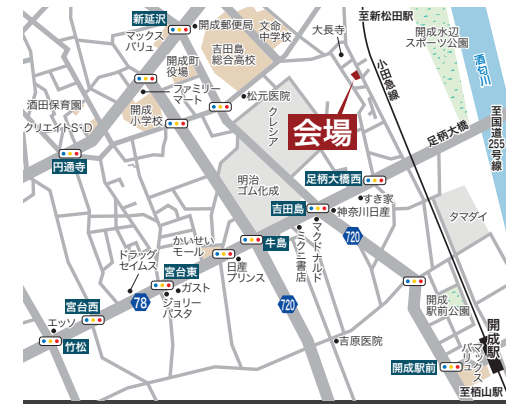 新延沢
開成郵便局
マックス
バリュ
文命
中学校
大長寺
至新松田駅
開成水辺
スポーツ公園
酒匂川
開成町
役場
吉田島
総合高校
小田急線
ファミリー
マート
松元医院
酒田保育園
開成
小学校
クリエイトS・D
クレシア
会場
足柄大橋
至国道255号線
円通寺
明治
ゴム化成
足柄大橋西
すき家
吉田島
神奈川日産
タマダイ
マクドナルド
ミクニ書店
720
かいせい
モール
牛島
ドラッグ
セイムス
日産
プリンス
宮台東
ガスト
ジョリー
パスタ
78
720
宮台西
エッソ
竹松
開成
駅前公園
吉原医院
開成駅
マックス
バリュ
開成駅前
至栢山駅